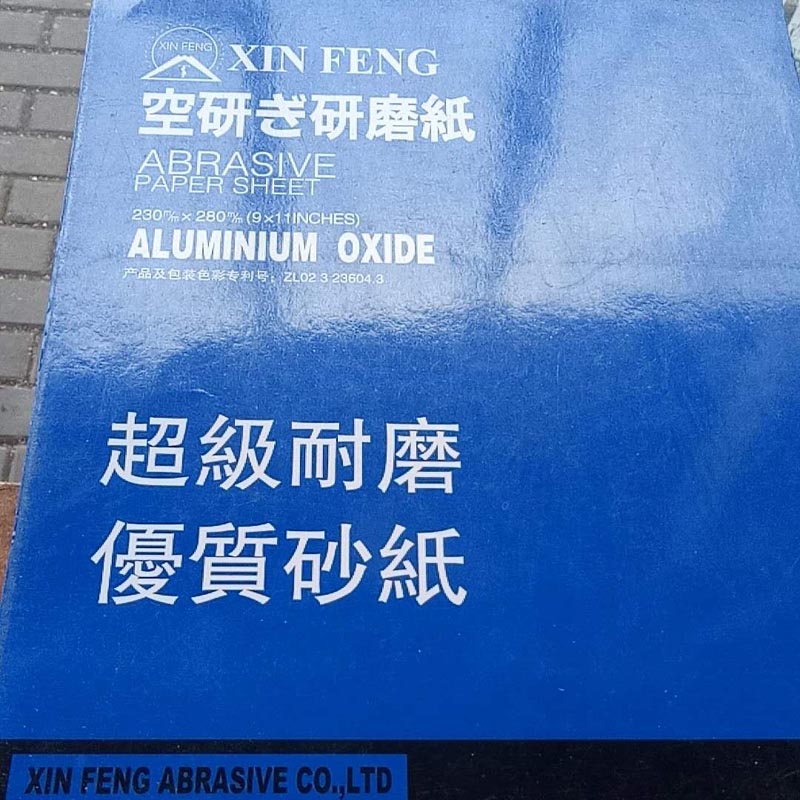 XIN FENG
XIN FENG
空研ぎ研磨紙
ABRASIVE
PAPER SHEET
230m/m × 280m/m (9×11INCHES)
ALUMINIUM OXIDE
产品及包装色彩专利号：ZL02 3 23604.3
超級耐磨
優質砂紙
XIN FENG ABRASIVE CO.,LTD